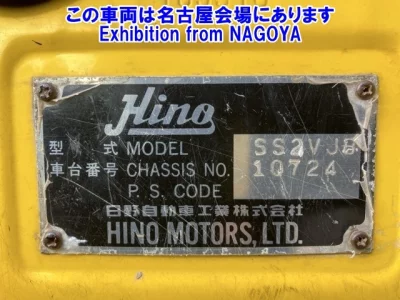 この車両は名古屋会場にあります
Exhibition from NAGOYA
Hino
型式 MODEL SS2VJB
車台番号 CHASSIS NO. 10724
P. S. CODE
日野自動車工業株式会社
HINO MOTORS, LTD.